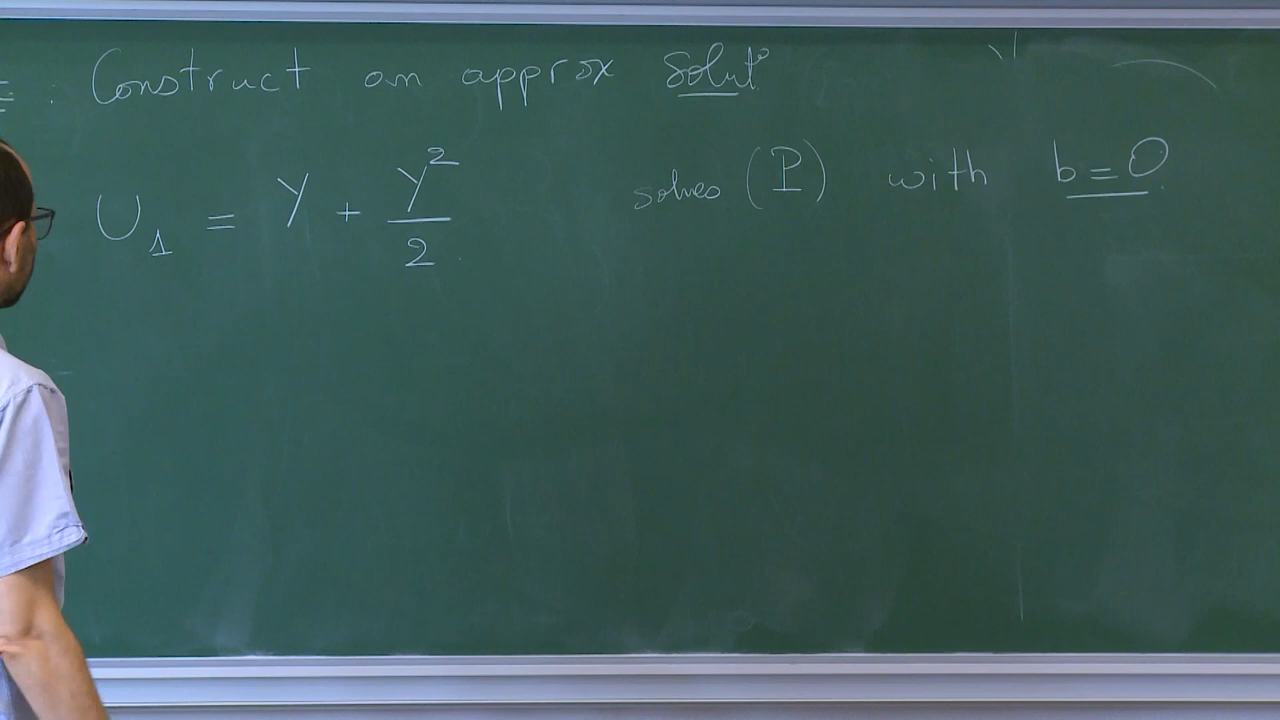 : Construct an approx solut°
U₁ = Y + Y²/2 solves (P) with b = 0.